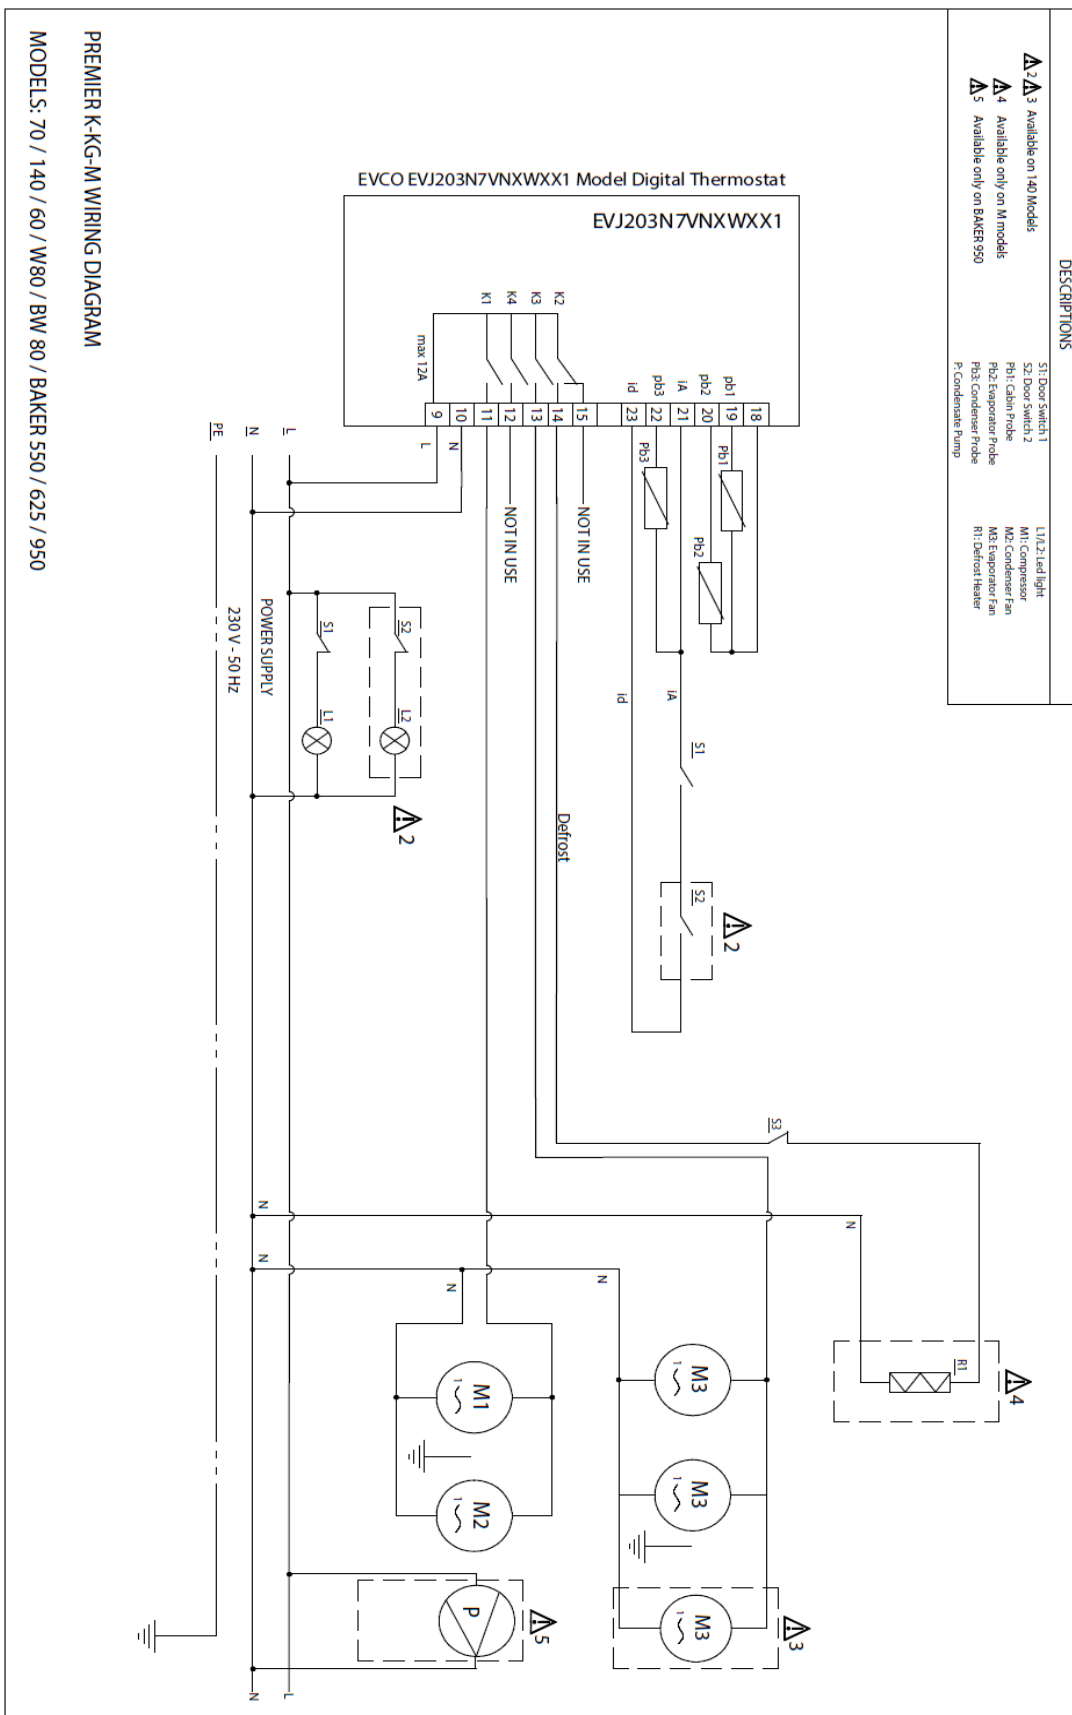 DESCRIPTIONS
2 3 Available on 140 Models
4 Available only on M models
5 Available only on BAKER 950
S1: Door Switch 1
S2: Door Switch 2
Pb1: Cabin Probe
Pb2: Evaporator Probe
Pb3: Condenser Probe
P: Condensate Pump
L1/L2: Led light
M1: Compressor
M2: Condenser Fan
M3: Evaporator Fan
R1: Defrost Heater
EVCO EVJ203N7VNXWXX1 Model Digital Thermostat
EVJ203N7VNXWXX1
K1
K4
K3
K2
max 12A
id
pb3
iA
pb2
pb1
9
10
11
12
13
14
15
23
22
21
20
19
18
L
N
Pb3
Pb1
Pb2
NOT IN USE
NOT IN USE
PE
N
L
POWER SUPPLY
230 V - 50 Hz
S1
S2
L1
L2
2
id
iA
S1
S2
2
Defrost
S3
N
N
N
N
N
R1
4
M1
1
M2
1
M3
1
M3
1
M3
1
3
P
5
N
L
PREMIER K-KG-M WIRING DIAGRAM
MODELS: 70 / 140 / 60 / W80 / BW 80 / BAKER 550 / 625 / 950